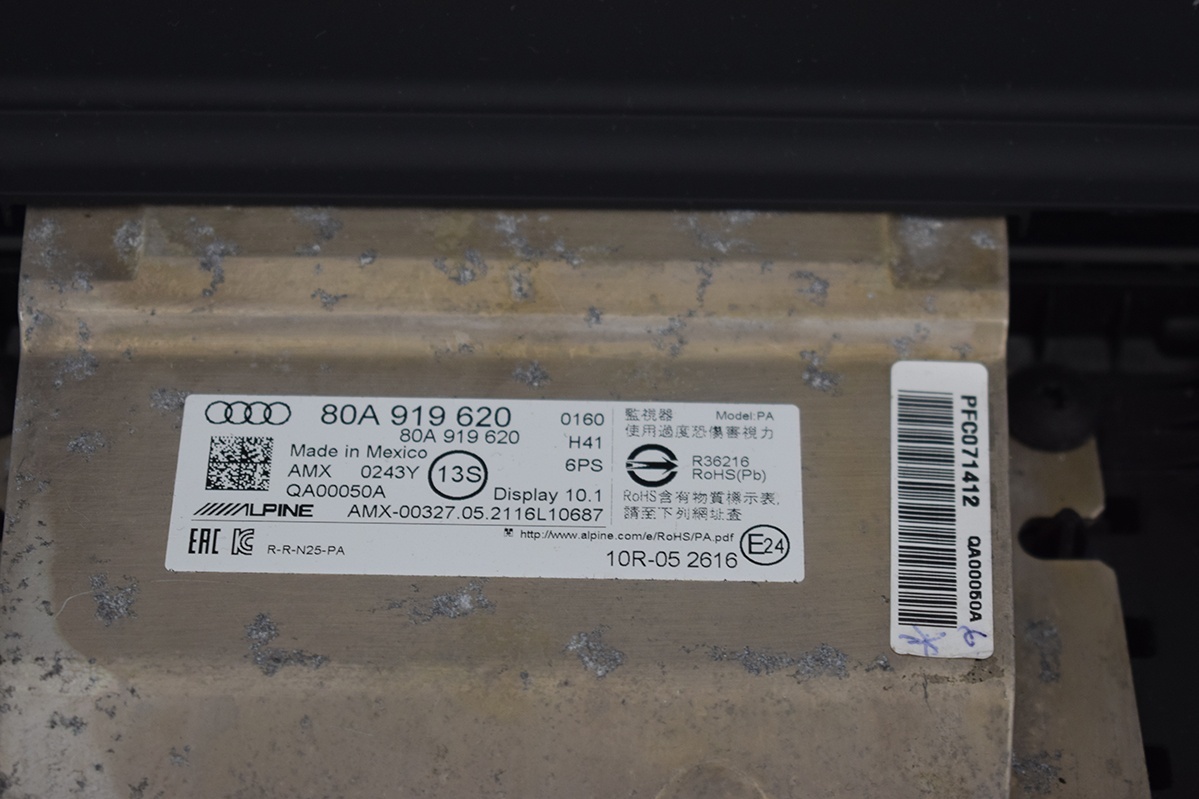 80A 919 620 0160
80A 919 620 H41
Made in Mexico 6PS
AMX 0243Y 13S
QA00050A Display 10.1
ALPINE AMX-00327.05.2116L10687
監視器 Model:PA
使用過度恐傷害視力
R36216
RoHS(Pb)
RoHS含有物質標示表,
請至下列網址查
http://www.alpine.com/e/RoHS/PA.pdf
EAC R-R-N25-PA
10R-05 2616 E24
PFC071412 QA00050A